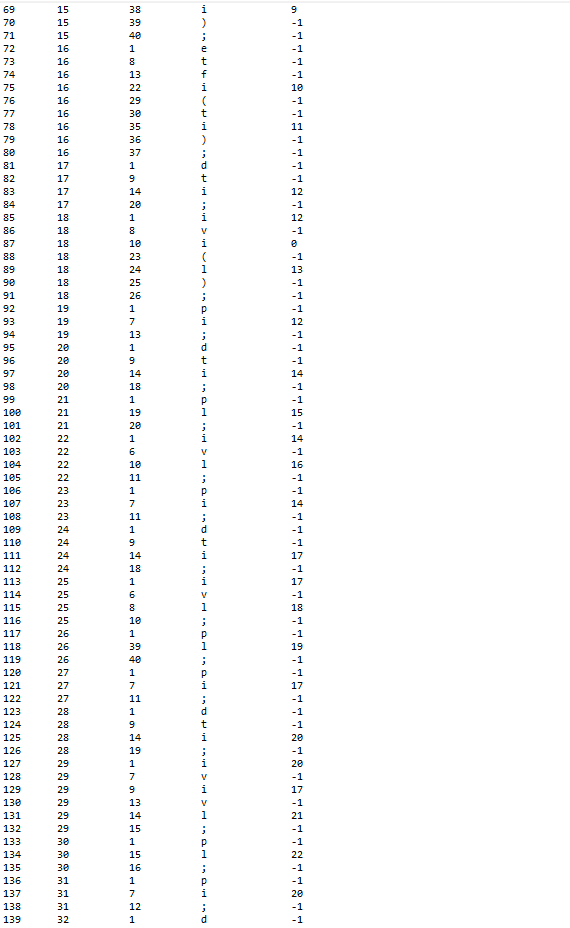 69 15 38 i 9
70 15 39 ) -1
71 15 40 ; -1
72 16 1 e -1
73 16 8 t -1
74 16 13 f -1
75 16 22 i 10
76 16 29 ( -1
77 16 30 t -1
78 16 35 i 11
79 16 36 ) -1
80 16 37 ; -1
81 17 1 d -1
82 17 9 t -1
83 17 14 i 12
84 17 20 ; -1
85 18 1 i 12
86 18 8 v -1
87 18 10 i 0
88 18 23 ( -1
89 18 24 l 13
90 18 25 ) -1
91 18 26 ; -1
92 19 1 p -1
93 19 7 i 12
94 19 13 ; -1
95 20 1 d -1
96 20 9 t -1
97 20 14 i 14
98 20 18 ; -1
99 21 1 p -1
100 21 19 l 15
101 21 20 ; -1
102 22 1 i 14
103 22 6 v -1
104 22 10 l 16
105 22 11 ; -1
106 23 1 p -1
107 23 7 i 14
108 23 11 ; -1
109 24 1 d -1
110 24 9 t -1
111 24 14 i 17
112 24 18 ; -1
113 25 1 i 17
114 25 6 v -1
115 25 8 l 18
116 25 10 ; -1
117 26 1 p -1
118 26 39 l 19
119 26 40 ; -1
120 27 1 p -1
121 27 7 i 17
122 27 11 ; -1
123 28 1 d -1
124 28 9 t -1
125 28 14 i 20
126 28 19 ; -1
127 29 1 i 20
128 29 7 v -1
129 29 9 i 17
130 29 13 v -1
131 29 14 l 21
132 29 15 ; -1
133 30 1 p -1
134 30 15 l 22
135 30 16 ; -1
136 31 1 p -1
137 31 7 i 20
138 31 12 ; -1
139 32 1 d -1